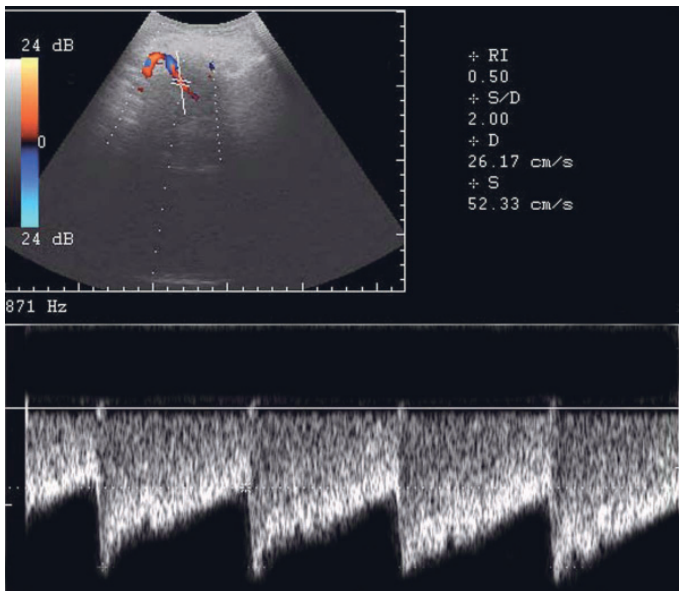 24 dB
0
24 dB
÷ RI
0.50
÷ S/D
2.00
÷ D
26.17 cm/s
÷ S
52.33 cm/s
871 Hz